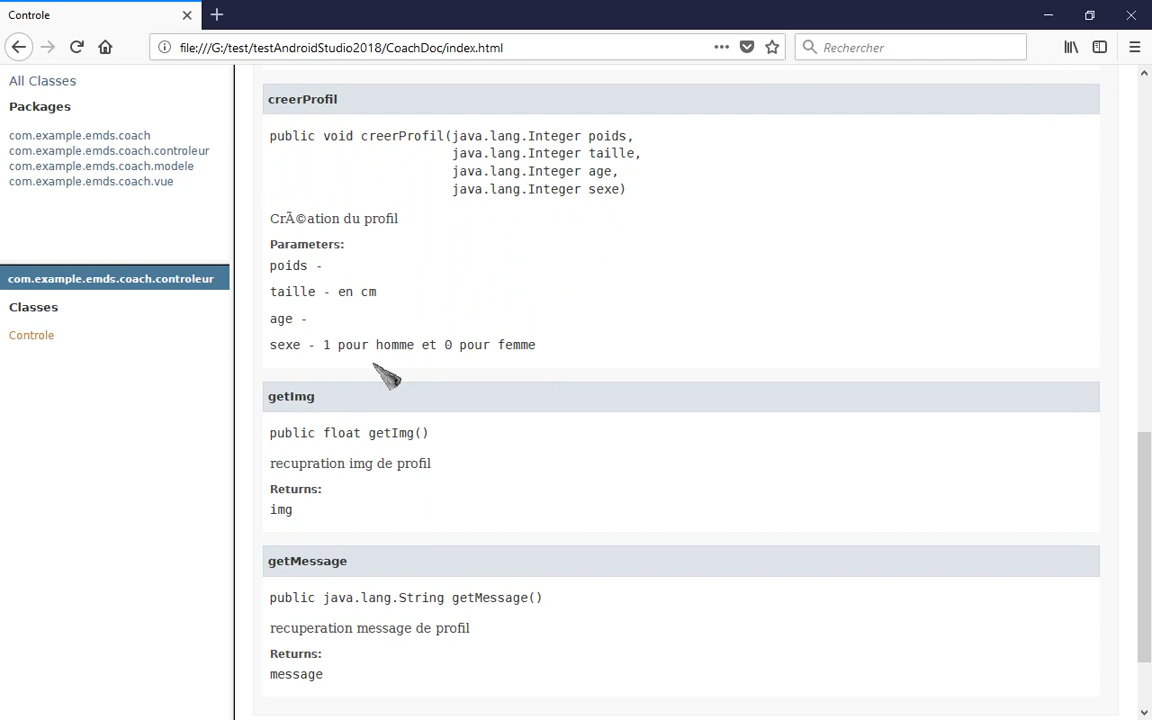 Controle
file:///G:/test/testAndroidStudio2018/CoachDoc/index.html
Rechercher
All Classes
Packages
com.example.emds.coach
com.example.emds.coach.controleur
com.example.emds.coach.modele
com.example.emds.coach.vue
com.example.emds.coach.controleur
Classes
Controle
creerProfil
public void creerProfil(java.lang.Integer poids,
java.lang.Integer taille,
java.lang.Integer age,
java.lang.Integer sexe)
CrÃ©ation du profil
Parameters:
poids -
taille - en cm
age -
sexe - 1 pour homme et 0 pour femme
getImg
public float getImg()
recupration img de profil
Returns:
img
getMessage
public java.lang.String getMessage()
recuperation message de profil
Returns:
message